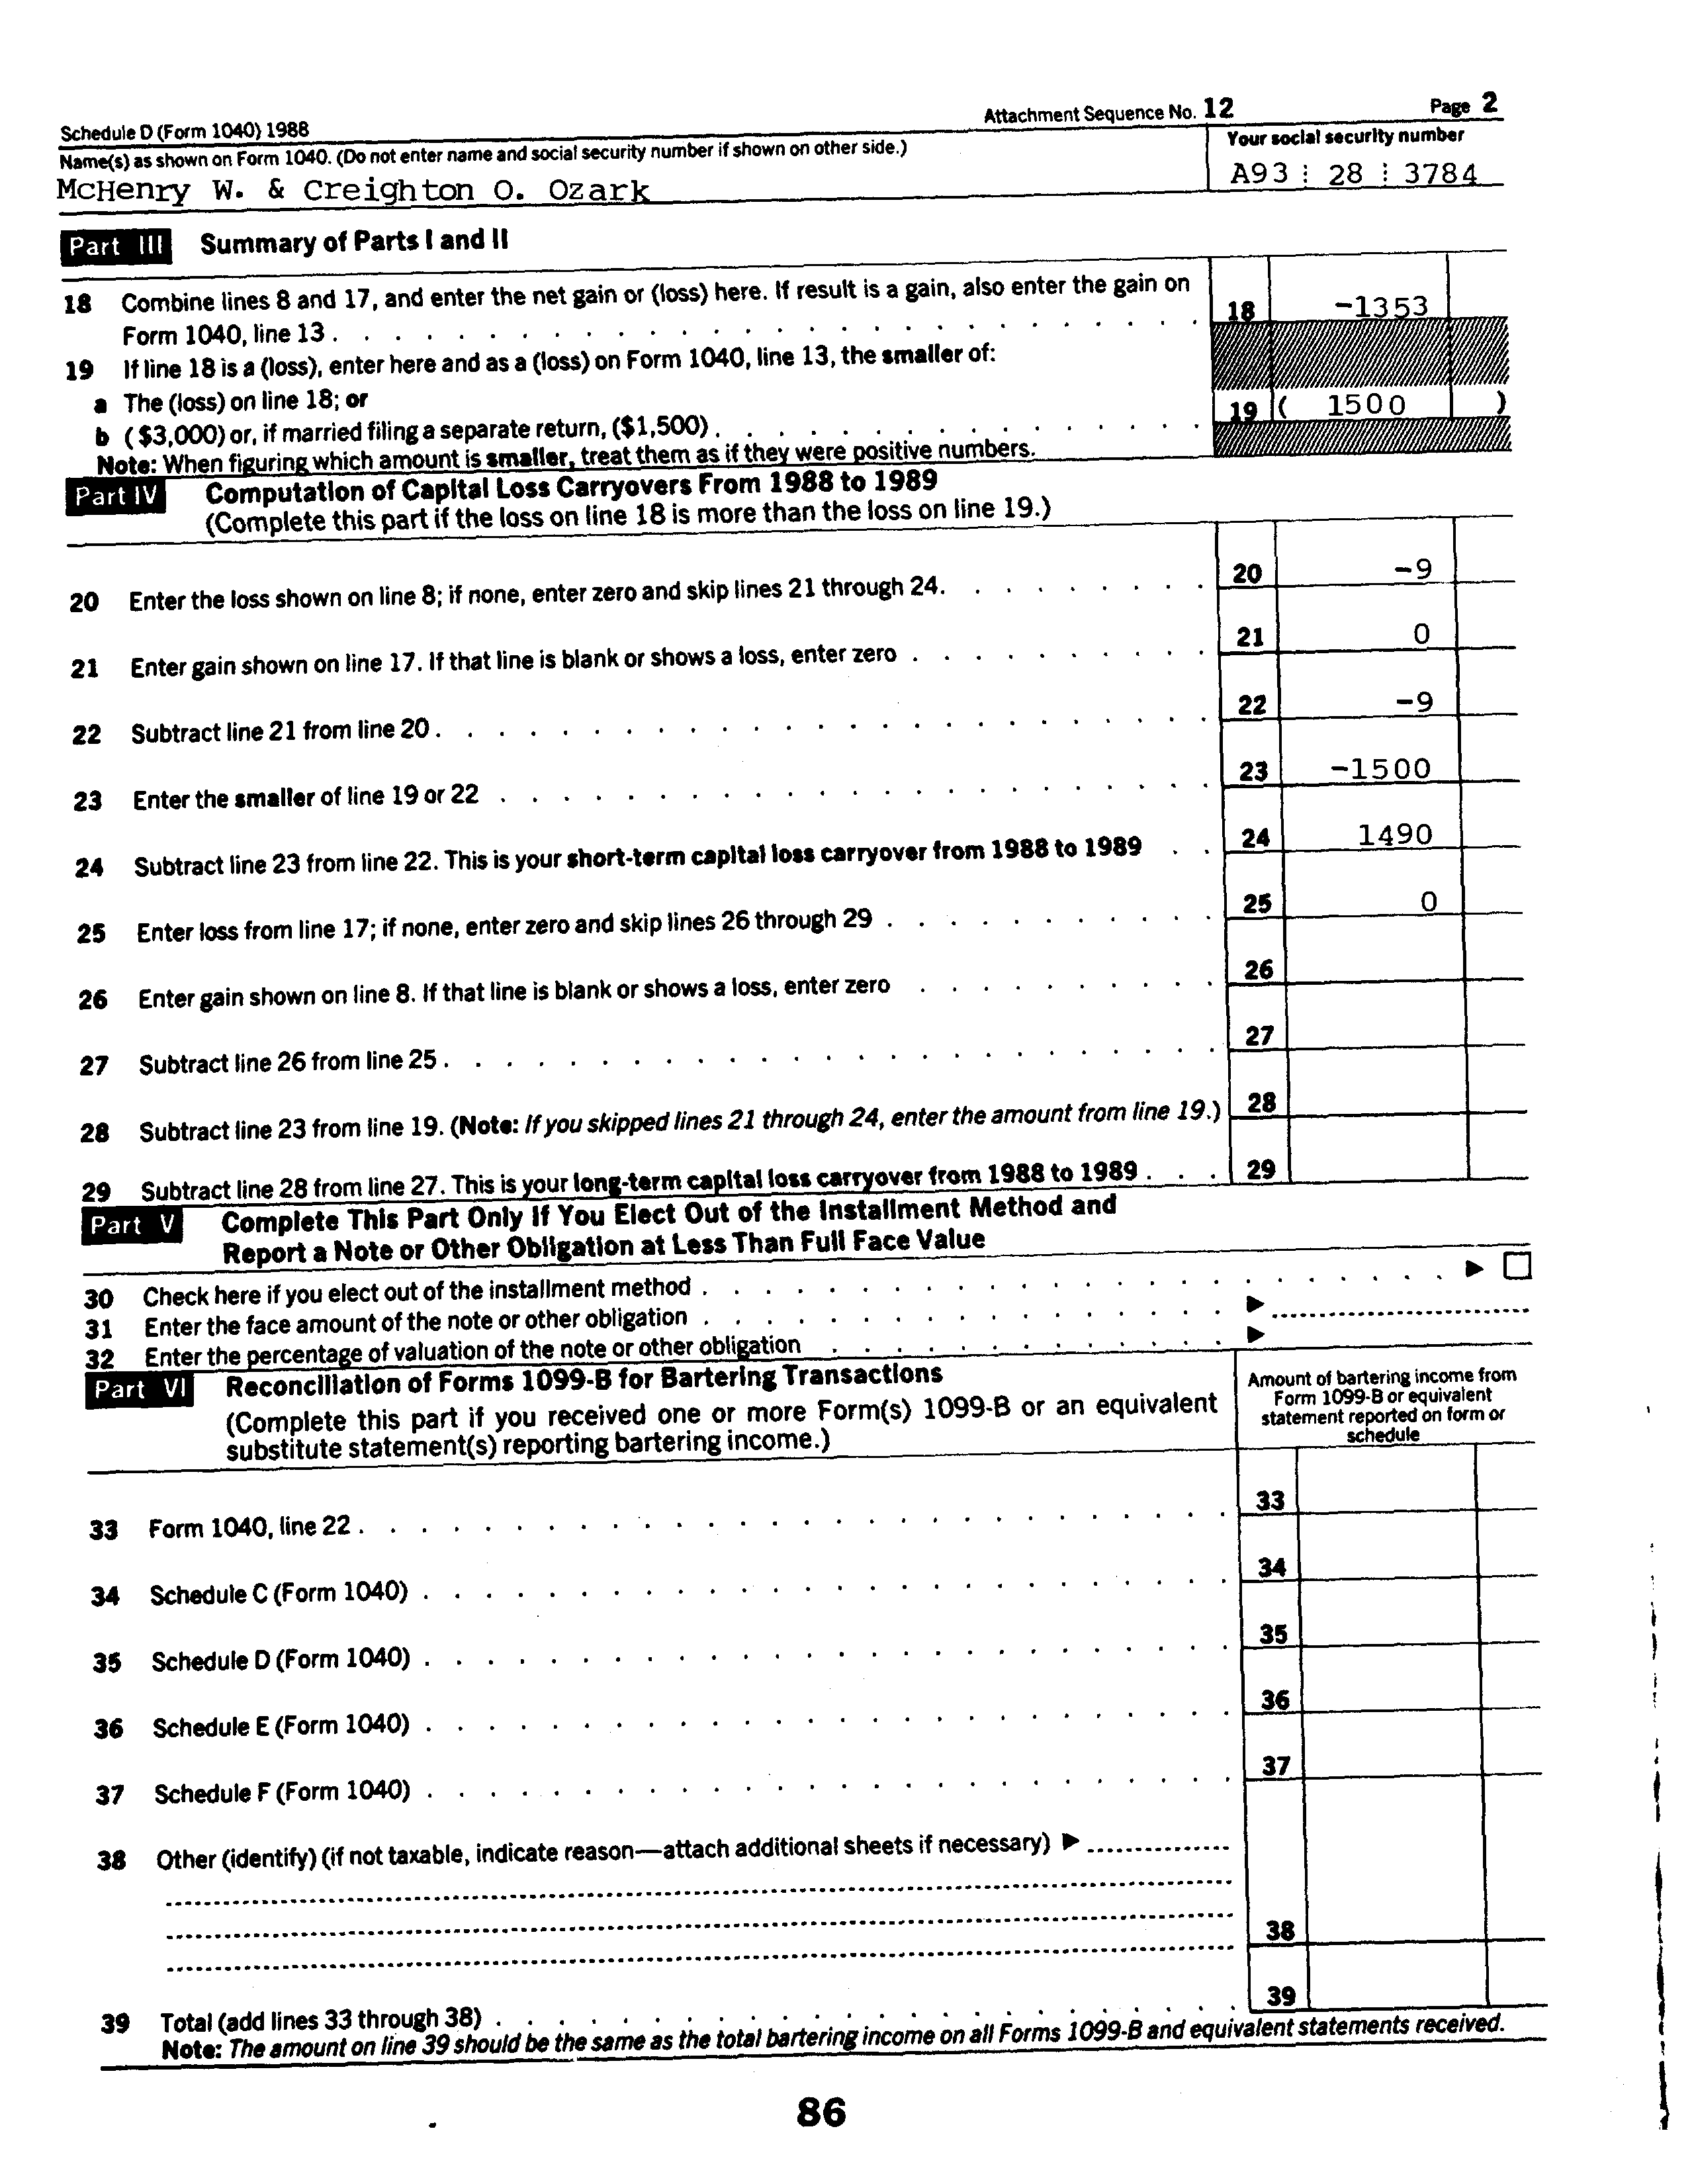 Schedule D (Form 1040) 1988 Attachment Sequence No. 12 Page 2
Name(s) as shown on Form 1040. (Do not enter name and social security number if shown on other side.) Your social security number
McHenry W. & Creighton O. Ozark A93 28 3784
Part III Summary of Parts I and II
18 Combine lines 8 and 17, and enter the net gain or (loss) here. If result is a gain, also enter the gain on
Form 1040, line 13 . . . . . 18 -1353
19 If line 18 is a (loss), enter here and as a (loss) on Form 1040, line 13, the smaller of:
a The (loss) on line 18; or
b ($3,000) or, if married filing a separate return, ($1,500) . . . . . 19 ( 1500 )
Note: When figuring which amount is smaller, treat them as if they were positive numbers.
Part IV Computation of Capital Loss Carryovers From 1988 to 1989
(Complete this part if the loss on line 18 is more than the loss on line 19.)
20 Enter the loss shown on line 8; if none, enter zero and skip lines 21 through 24. . . . . 20 -9
21 Enter gain shown on line 17. If that line is blank or shows a loss, enter zero . . . . . 21 0
22 Subtract line 21 from line 20 . . . . . 22 -9
23 Enter the smaller of line 19 or 22 . . . . . 23 -1500
24 Subtract line 23 from line 22. This is your short-term capital loss carryover from 1988 to 1989 . . 24 1490
25 Enter loss from line 17; if none, enter zero and skip lines 26 through 29 . . . . . 25 0
26 Enter gain shown on line 8. If that line is blank or shows a loss, enter zero . . . . . 26
27 Subtract line 26 from line 25 . . . . . 27
28 Subtract line 23 from line 19. (Note: If you skipped lines 21 through 24, enter the amount from line 19.) 28
29 Subtract line 28 from line 27. This is your long-term capital loss carryover from 1988 to 1989 . . . 29
Part V Complete This Part Only If You Elect Out of the Installment Method and
Report a Note or Other Obligation at Less Than Full Face Value
30 Check here if you elect out of the installment method . . . . . ▶ ☐
31 Enter the face amount of the note or other obligation . . . . . ▶
32 Enter the percentage of valuation of the note or other obligation . . . . . ▶
Part VI Reconciliation of Forms 1099-B for Bartering Transactions
(Complete this part if you received one or more Form(s) 1099-B or an equivalent
substitute statement(s) reporting bartering income.)
Amount of bartering income from
Form 1099-B or equivalent
statement reported on form or
schedule
33 Form 1040, line 22 . . . . . 33
34 Schedule C (Form 1040) . . . . . 34
35 Schedule D (Form 1040) . . . . . 35
36 Schedule E (Form 1040) . . . . . 36
37 Schedule F (Form 1040) . . . . . 37
38 Other (identify) (if not taxable, indicate reason—attach additional sheets if necessary) ▶
38
39 Total (add lines 33 through 38) . . . . . 39
Note: The amount on line 39 should be the same as the total bartering income on all Forms 1099-B and equivalent statements received.
86